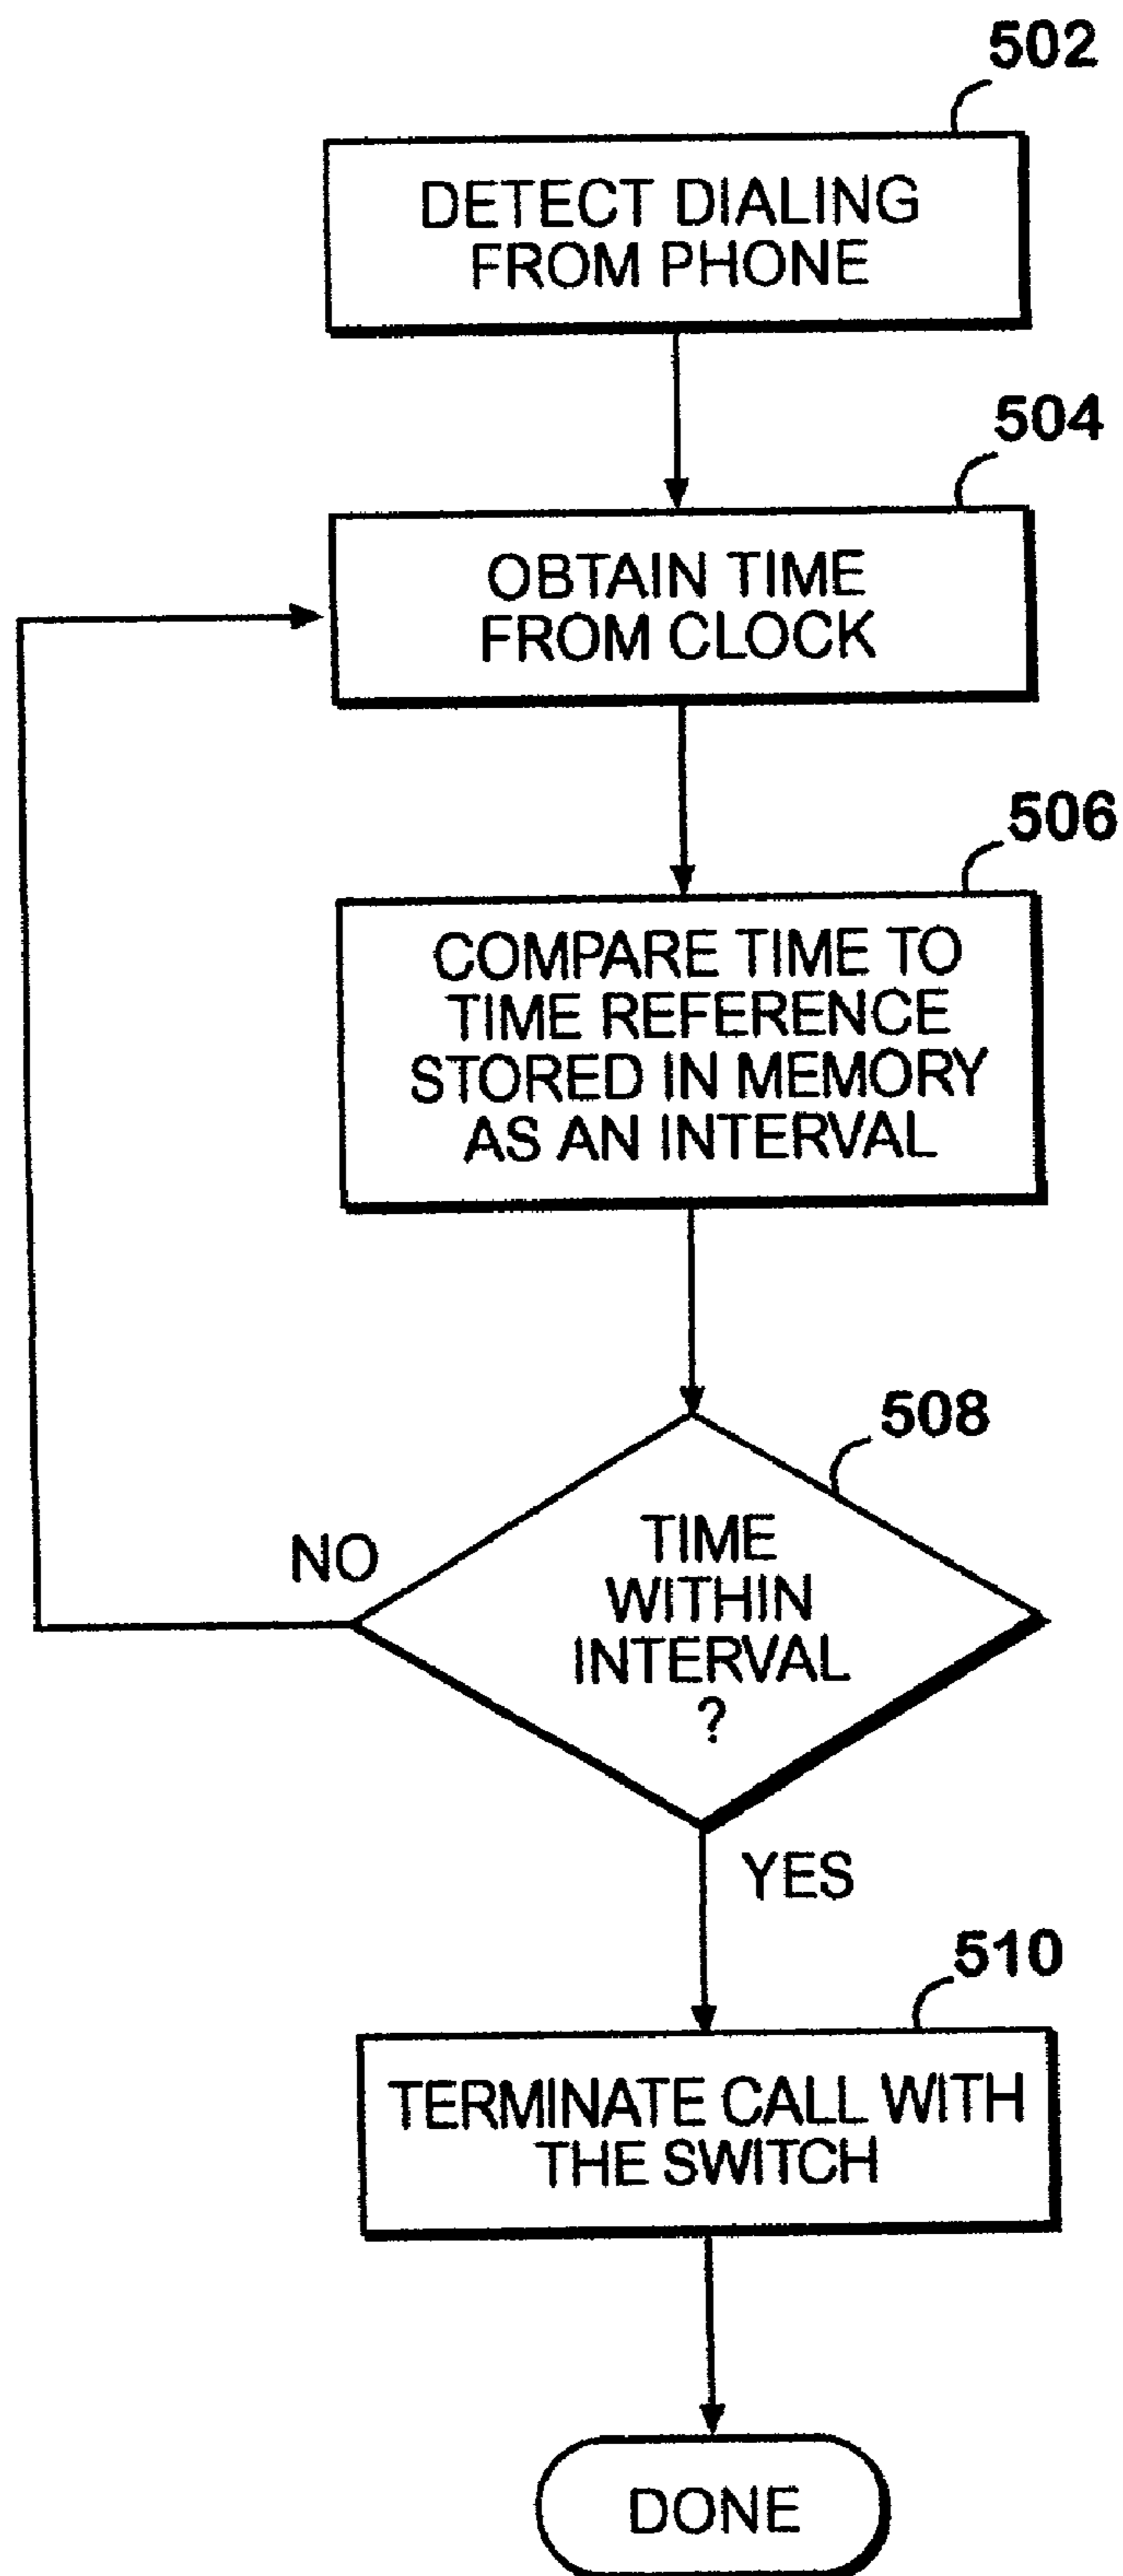 502
DETECT DIALING
FROM PHONE
504
OBTAIN TIME
FROM CLOCK
506
COMPARE TIME TO
TIME REFERENCE
STORED IN MEMORY
AS AN INTERVAL
508
NO
TIME
WITHIN
INTERVAL
?
YES
510
TERMINATE CALL WITH
THE SWITCH
DONE